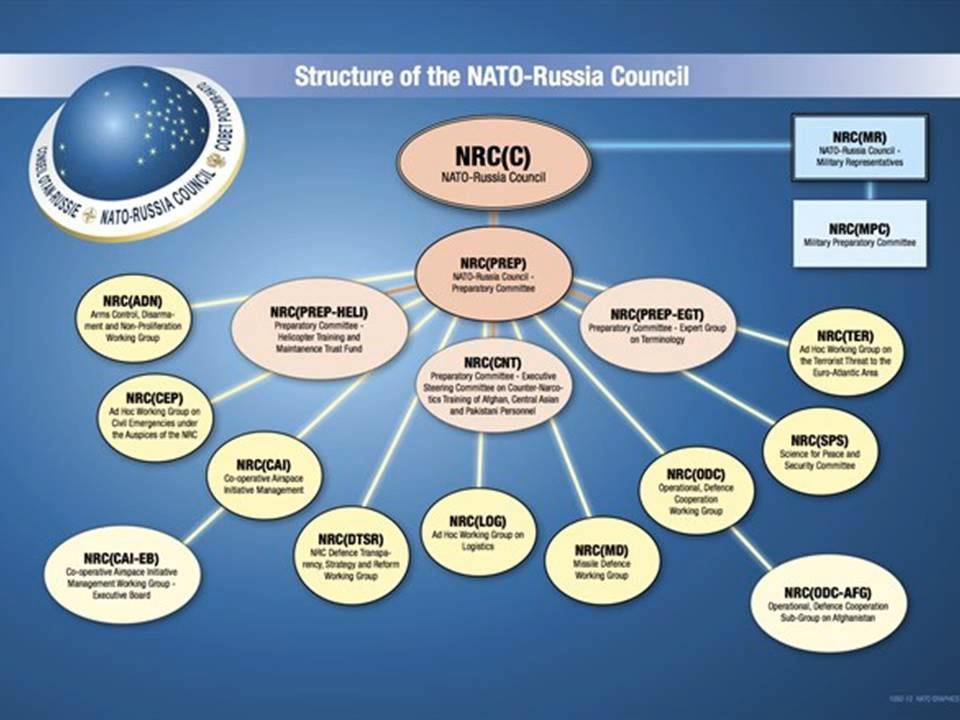 Structure of the NATO-Russia Council
CONSEIL OTAN-RUSSIE
NATO-RUSSIA COUNCIL
СОВЕТ РОССИЯ-НАТО
NRC(C)
NATO-Russia Council
NRC(MR)
NATO-Russia Council -
Military Representatives
NRC(MPC)
Military Preparatory Committee
NRC(PREP)
NATO-Russia Council -
Preparatory Committee
NRC(ADN)
Arms Control, Disarma-
ment and Non-Proliferation
Working Group
NRC(PREP-HELI)
Preparatory Committee -
Helicopter Training and
Maintanence Trust Fund
NRC(PREP-EGT)
Preparatory Committee - Expert Group
on Terminology
NRC(TER)
Ad Hoc Working Group on
the Terrorist Threat to the
Euro-Atlantic Area
NRC(CNT)
Preparatory Committee - Executive
Steering Committee on Counter-Narco-
tics Training of Afghan, Central Asian
and Pakistani Personnel
NRC(CEP)
Ad Hoc Working Group on
Civil Emergencies under
the Auspices of the NRC
NRC(SPS)
Science for Peace and
Security Committee
NRC(CAI)
Co-operative Airspace
Initiative Management
NRC(ODC)
Operational, Defence
Cooperation
Working Group
NRC(DTSR)
NRC Defence Transpa-
rency, Strategy and Reform
Working Group
NRC(LOG)
Ad Hoc Working Group on
Logistics
NRC(MD)
Missile Defence
Working Group
NRC(CAI-EB)
Co-operative Airspace Initiative
Management Working Group -
Executive Board
NRC(ODC-AFG)
Operational, Defence Cooperation
Sub-Group on Afghanistan
NATO GRAPHICS